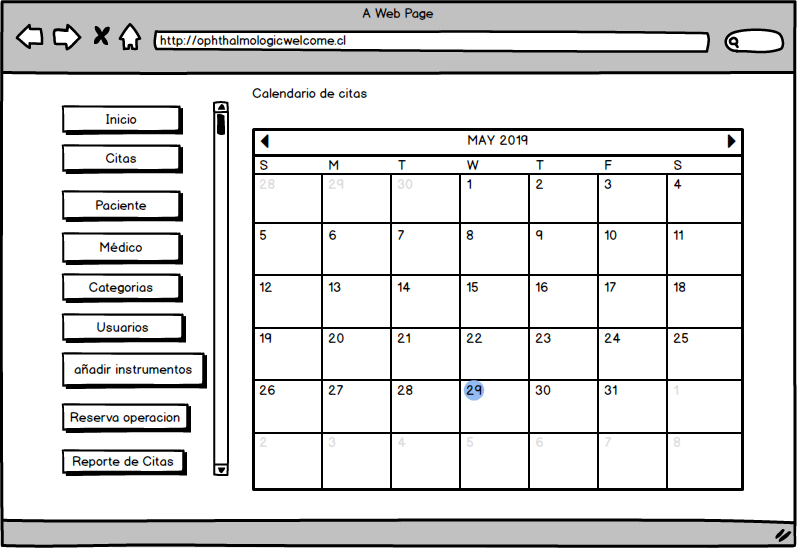 A Web Page
http://ophthalmologicwelcome.cl
Calendario de citas
Inicio
Citas
Paciente
Médico
Categorias
Usuarios
añadir instrumentos
Reserva operacion
Reporte de Citas
MAY 2019
S M T W T F S
28 29 30 1 2 3 4
5 6 7 8 9 10 11
12 13 14 15 16 17 18
19 20 21 22 23 24 25
26 27 28 29 30 31 1
2 3 4 5 6 7 8